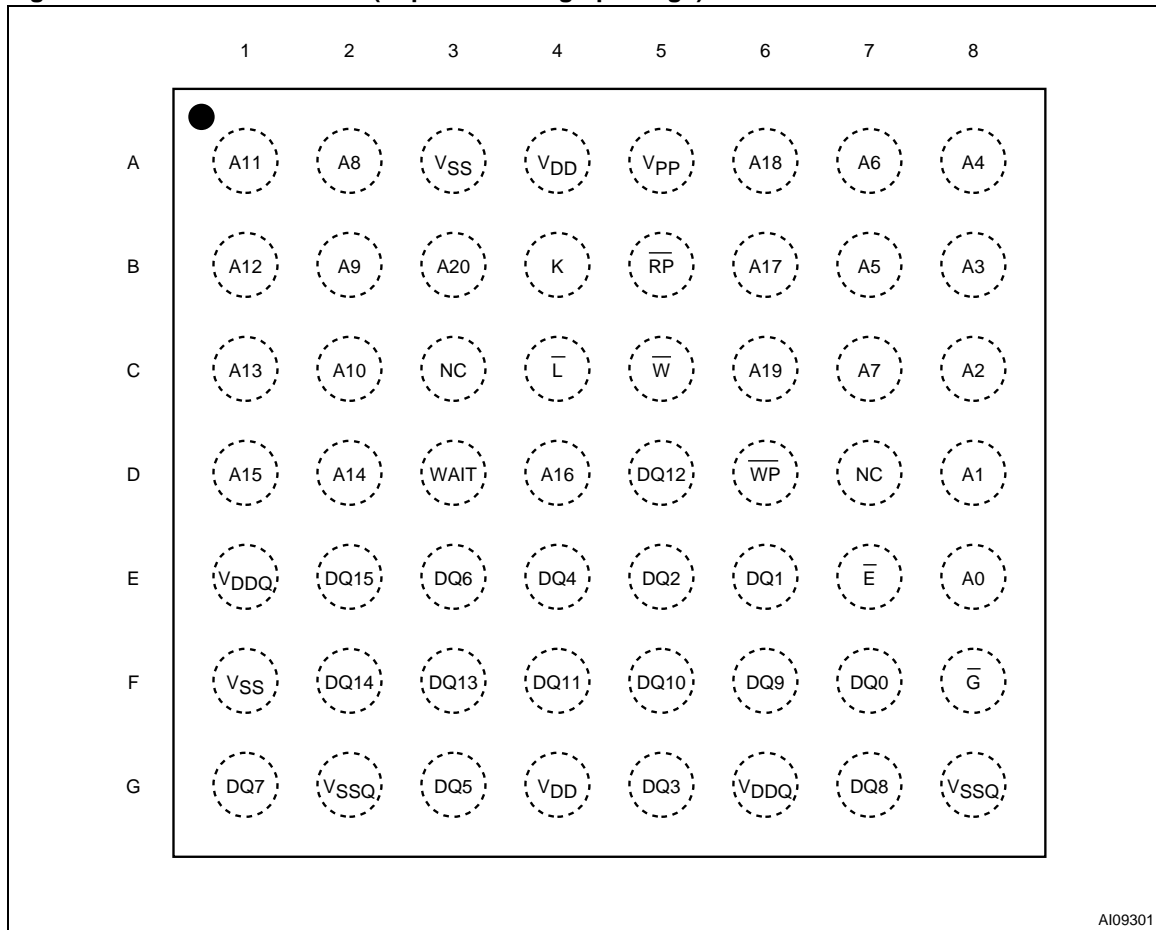 1 2 3 4 5 6 7 8
A A11 A8 VSS VDD VPP A18 A6 A4
B A12 A9 A20 K R̅P̅ A17 A5 A3
C A13 A10 NC L̅ W̅ A19 A7 A2
D A15 A14 WAIT A16 DQ12 W̅P̅ NC A1
E VDDQ DQ15 DQ6 DQ4 DQ2 DQ1 E̅ A0
F VSS DQ14 DQ13 DQ11 DQ10 DQ9 DQ0 G̅
G DQ7 VSSQ DQ5 VDD DQ3 VDDQ DQ8 VSSQ
AI09301